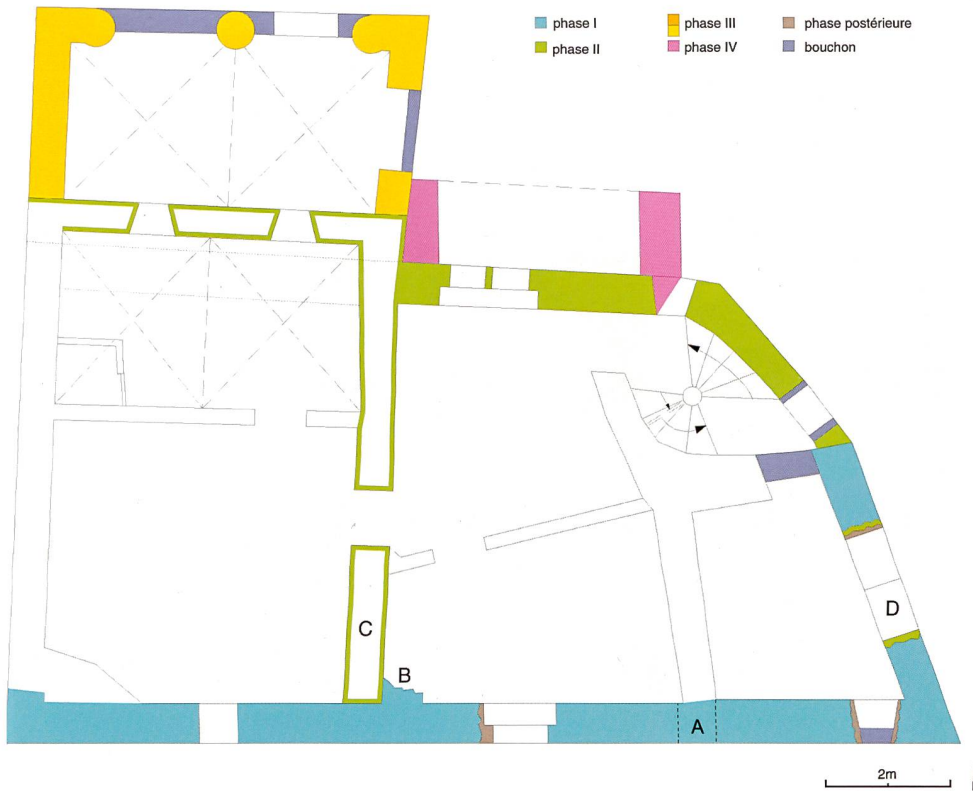 phase I
phase II
phase III
phase IV
phase postérieure
bouchon
D
C
B
A
2m